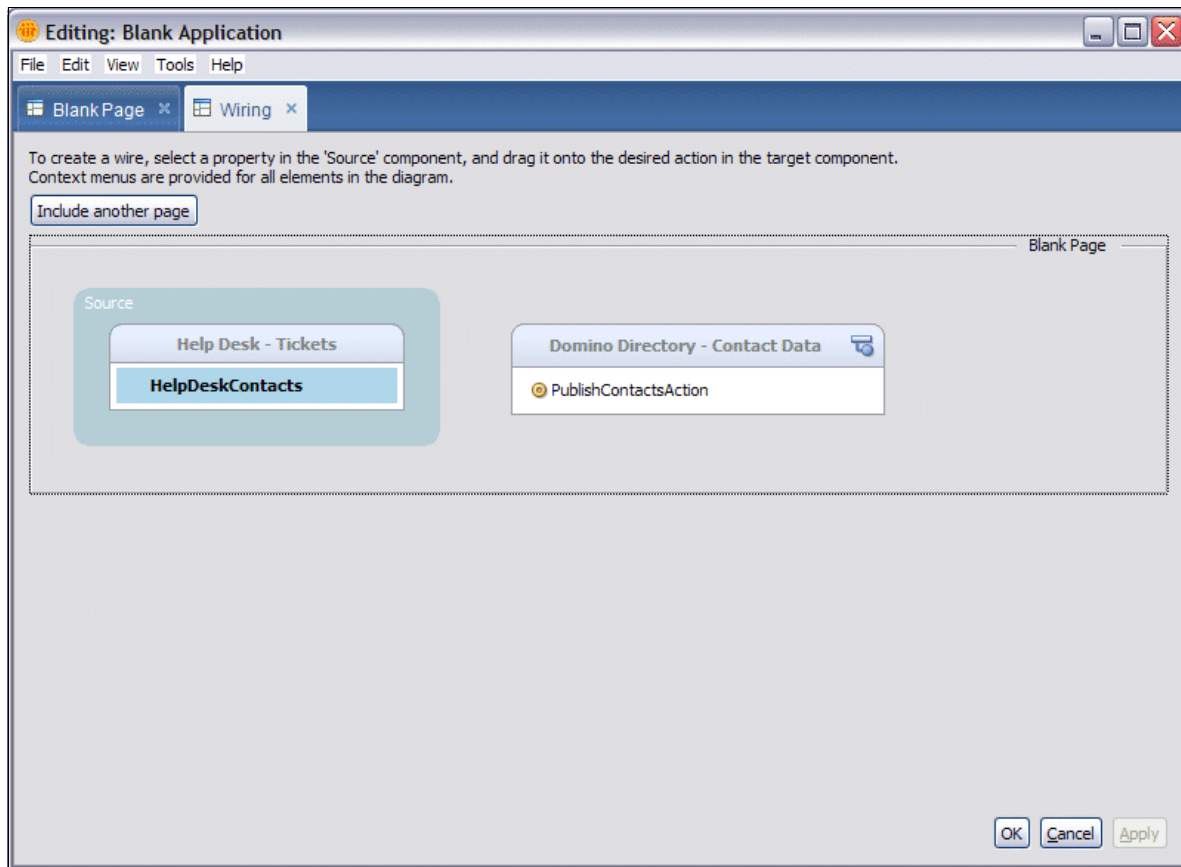 Editing: Blank Application
File Edit View Tools Help
Blank Page
Wiring
To create a wire, select a property in the 'Source' component, and drag it onto the desired action in the target component.
Context menus are provided for all elements in the diagram.
Include another page
Blank Page
Source
Help Desk - Tickets
HelpDeskContacts
Domino Directory - Contact Data
PublishContactsAction
OK Cancel Apply